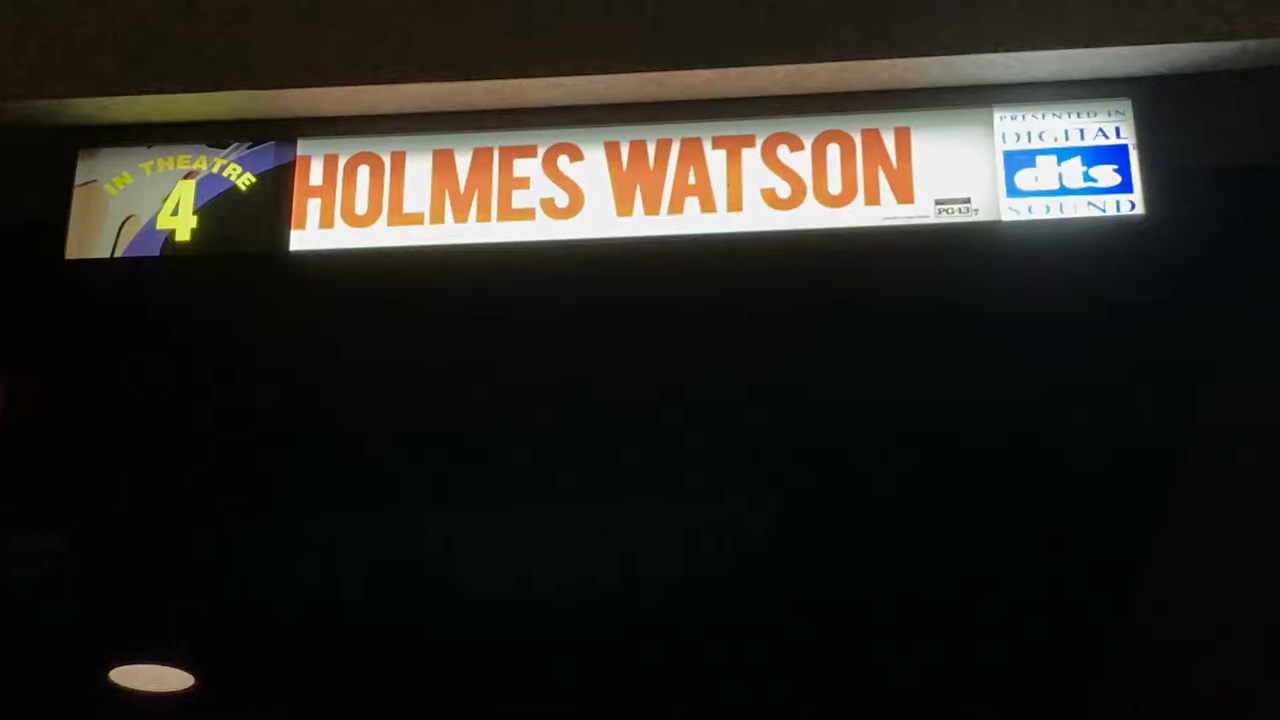 IN THEATRE
4
HOLMES WATSON
PG-13
PRESENTED IN
DIGITAL
dts
SOUND